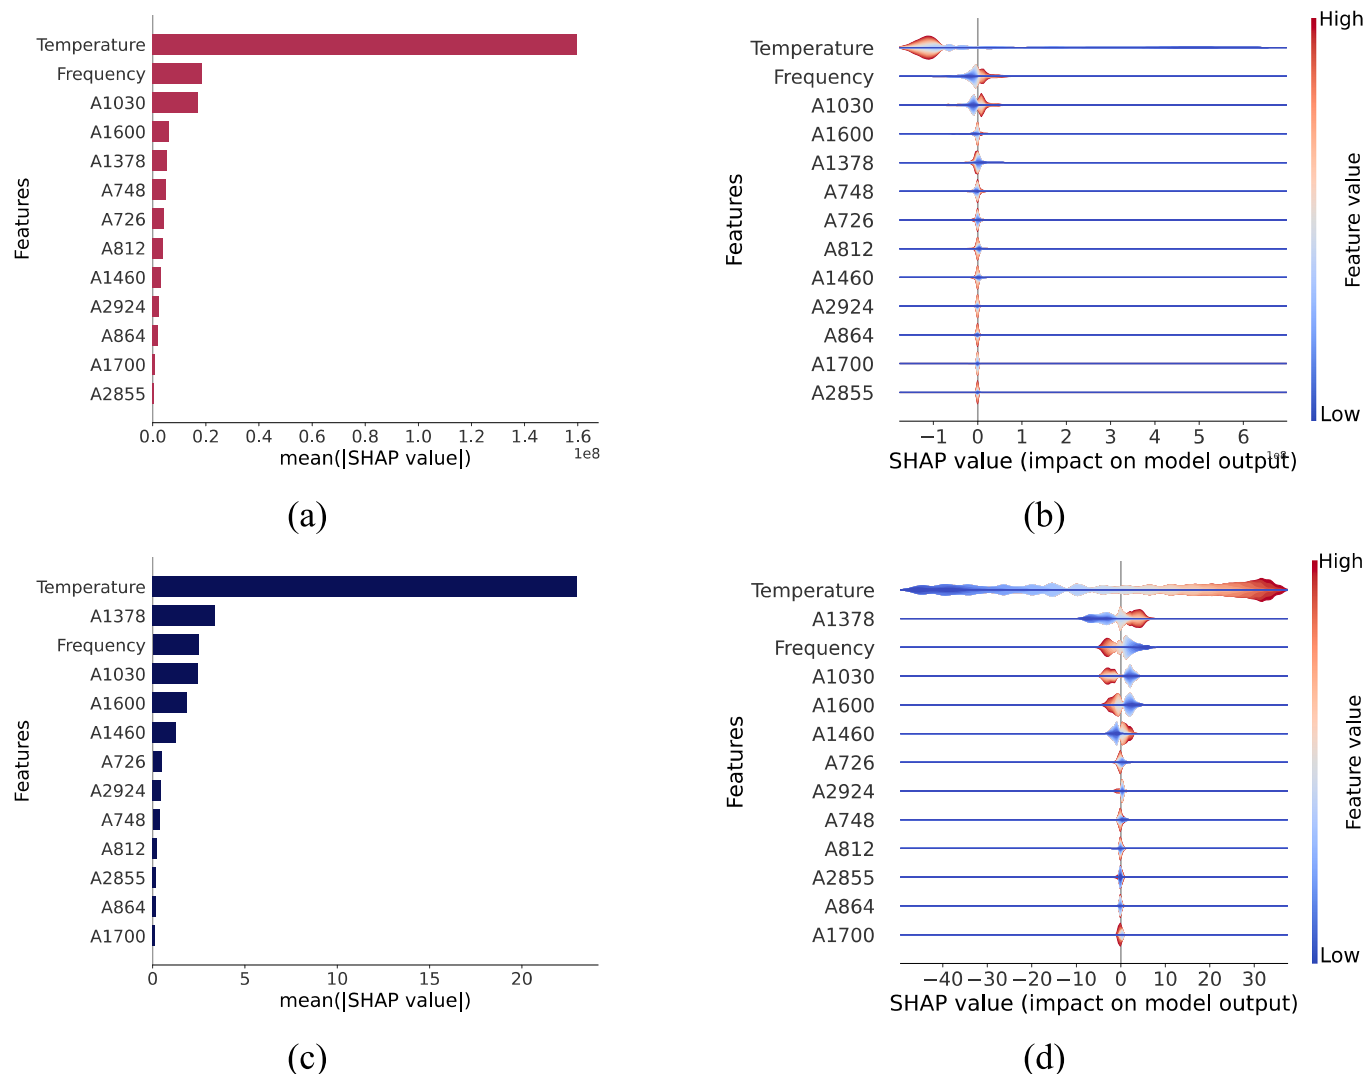 Features
Temperature
Frequency
A1030
A1600
A1378
A748
A726
A812
A1460
A2924
A864
A1700
A2855
0.0 0.2 0.4 0.6 0.8 1.0 1.2 1.4 1.6
1e8
mean(|SHAP value|)
(a)
Features
Temperature
Frequency
A1030
A1600
A1378
A748
A726
A812
A1460
A2924
A864
A1700
A2855
−1 0 1 2 3 4 5 6
1e8
SHAP value (impact on model output)
High
Feature value
Low
(b)
Features
Temperature
A1378
Frequency
A1030
A1600
A1460
A726
A2924
A748
A812
A2855
A864
A1700
0 5 10 15 20
mean(|SHAP value|)
(c)
Features
Temperature
A1378
Frequency
A1030
A1600
A1460
A726
A2924
A748
A812
A2855
A864
A1700
−40 −30 −20 −10 0 10 20 30
SHAP value (impact on model output)
High
Feature value
Low
(d)